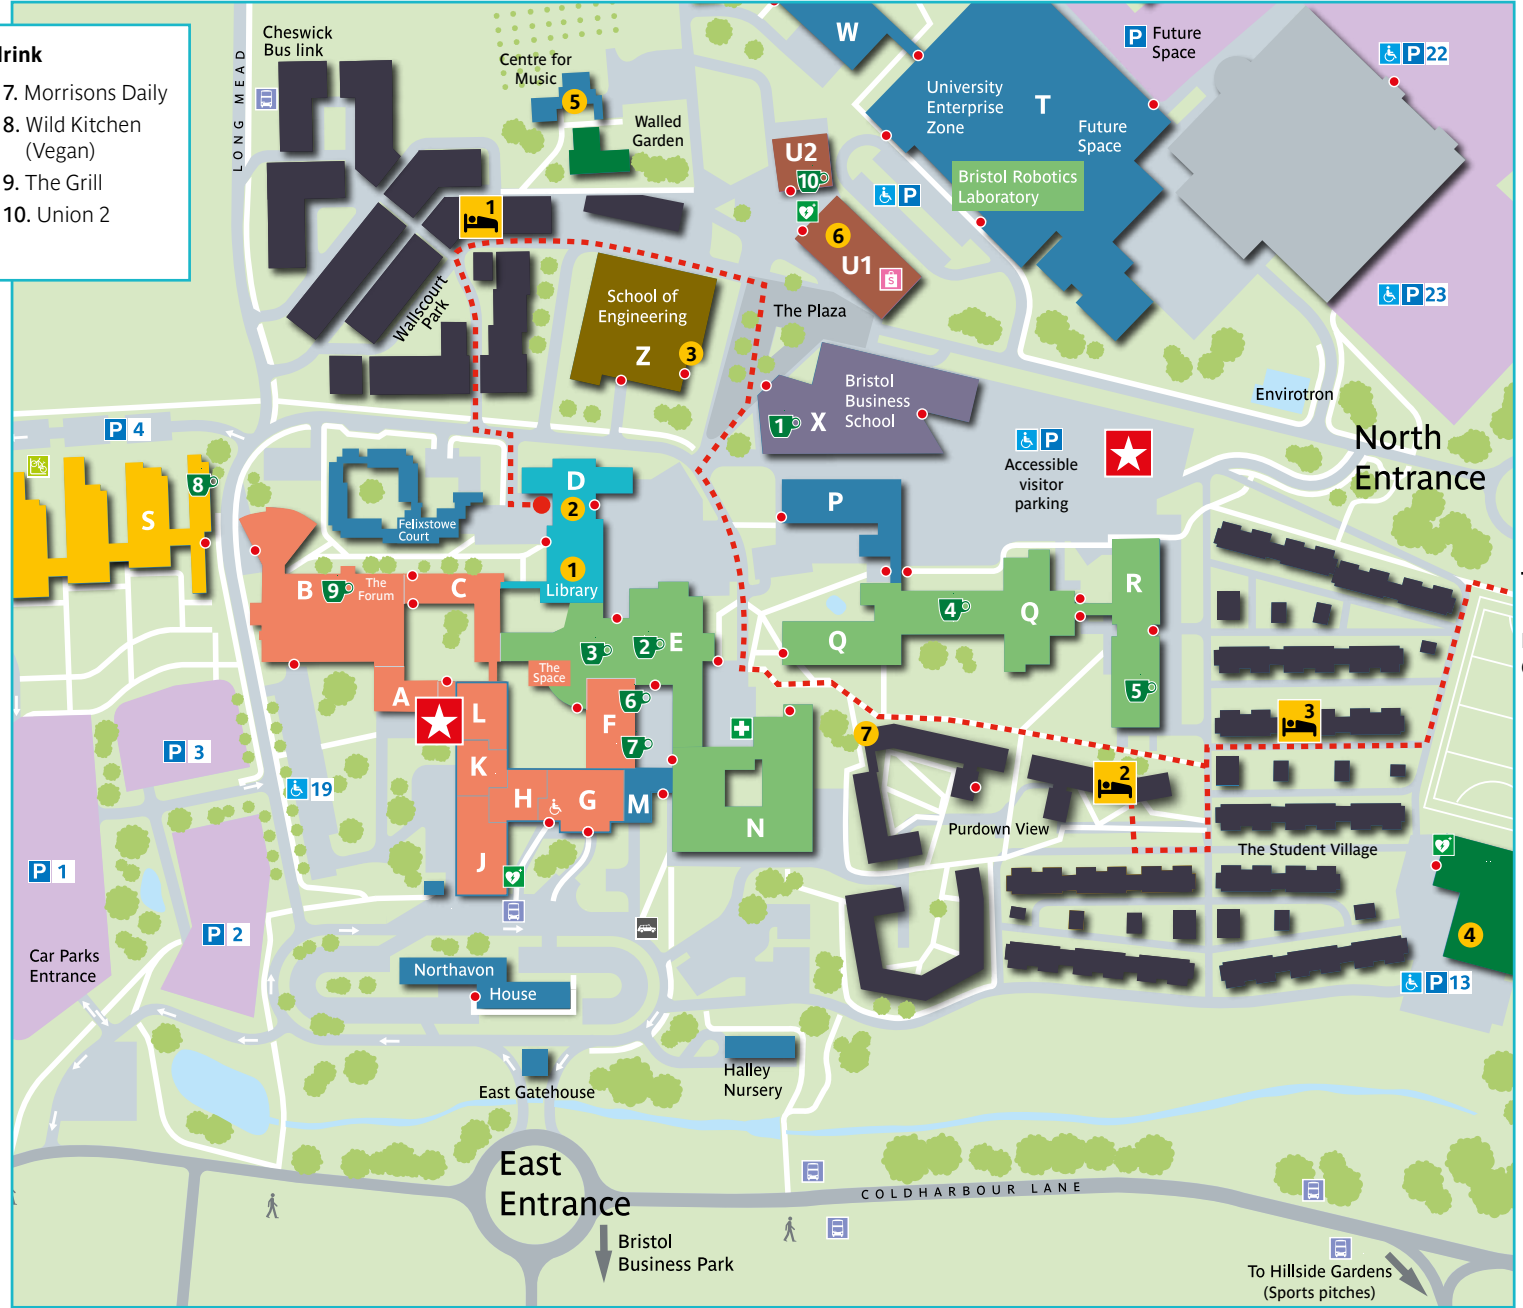 rink
7. Morrisons Daily
8. Wild Kitchen
(Vegan)
9. The Grill
10. Union 2
LONG MEAD
Cheswick
Bus link
Centre for
Music
5
Walled
Garden
W
University
Enterprise
Zone
T
Future
Space
Bristol Robotics
Laboratory
P Future
Space
P 22
P 23
U2
10
P
6
U1
S
1
Wallscourt
Park
School of
Engineering
Z
3
The Plaza
Bristol
Business
School
1
X
Envirotron
North
Entrance
P
Accessible
visitor
parking
P 4
8
S
Felixstowe
Court
D
2
1
Library
P
B
9
The
Forum
C
3
2
E
The
Space
Q
4
Q
R
5
A
L
F
6
7
K
H
G
M
N
J
P 3
19
P 1
P 2
Car Parks
Entrance
7
2
3
Purdown View
The Student Village
4
P 13
Northavon
House
East Gatehouse
Halley
Nursery
East
Entrance
COLDHARBOUR LANE
Bristol
Business Park
To Hillside Gardens
(Sports pitches)